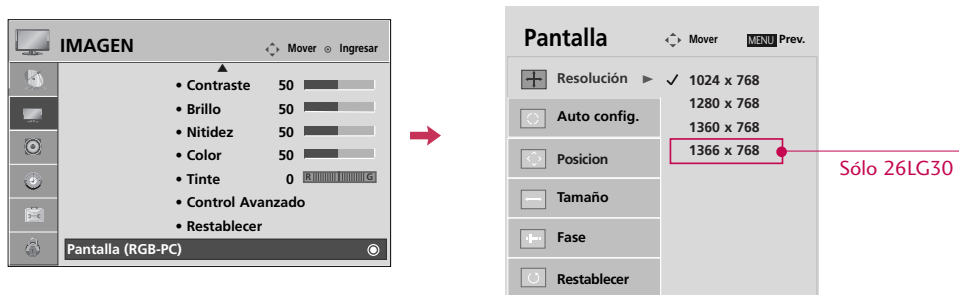 IMAGEN
Mover ⊙ Ingresar
• Contraste 50
• Brillo 50
• Nitidez 50
• Color 50
• Tinte 0 R G
• Control Avanzado
• Restablecer
Pantalla (RGB-PC)
Pantalla
Mover MENU Prev.
Resolución ► ✓ 1024 x 768
1280 x 768
Auto config.
1360 x 768
1366 x 768
Posicion
Sólo 26LG30
Tamaño
Fase
Restablecer